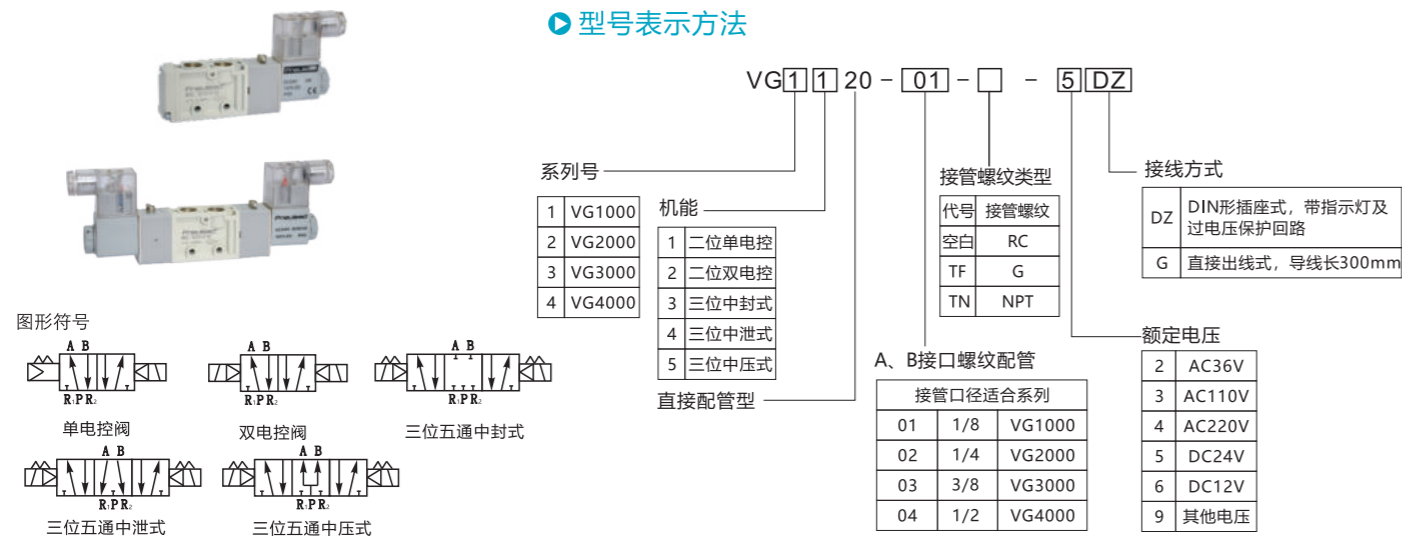 型号表示方法
VG1120-01-□-5DZ
系列号
1 VG1000
2 VG2000
3 VG3000
4 VG4000
机能
1 二位单电控
2 二位双电控
3 三位中封式
4 三位中泄式
5 三位中压式
直接配管型
接管螺纹类型
代号 接管螺纹
空白 RC
TF G
TN NPT
A、B接口螺纹配管
接管口径适合系列
01 1/8 VG1000
02 1/4 VG2000
03 3/8 VG3000
04 1/2 VG4000
接线方式
DZ DIN形插座式，带指示灯及
过电压保护回路
G 直接出线式，导线长300mm
额定电压
2 AC36V
3 AC110V
4 AC220V
5 DC24V
6 DC12V
9 其他电压
图形符号
A B
R₁PR₂
单电控阀
A B
R₁PR₂
双电控阀
A B
R₁PR₂
三位五通中封式
A B
R₁PR₂
三位五通中泄式
A B
R₁PR₂
三位五通中压式